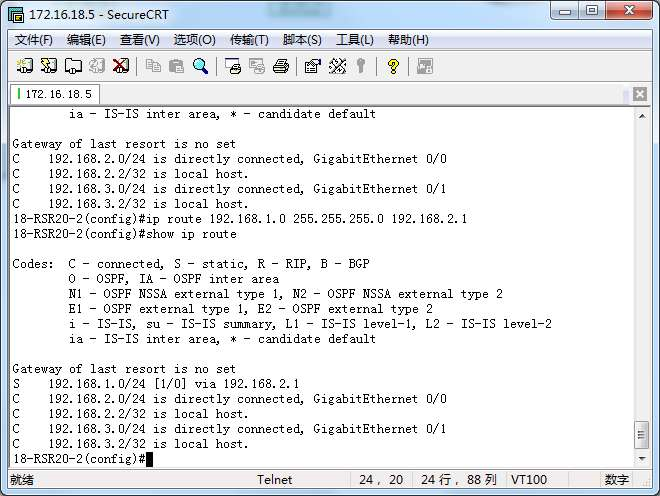 172.16.18.5 - SecureCRT
文件(F) 编辑(E) 查看(V) 选项(O) 传输(T) 脚本(S) 工具(L) 帮助(H)
172.16.18.5
ia - IS-IS inter area, * - candidate default
Gateway of last resort is no set
C    192.168.2.0/24 is directly connected, GigabitEthernet 0/0
C    192.168.2.2/32 is local host.
C    192.168.3.0/24 is directly connected, GigabitEthernet 0/1
C    192.168.3.2/32 is local host.
18-RSR20-2(config)#ip route 192.168.1.0 255.255.255.0 192.168.2.1
18-RSR20-2(config)#show ip route
Codes:  C - connected, S - static, R - RIP, B - BGP
O - OSPF, IA - OSPF inter area
N1 - OSPF NSSA external type 1, N2 - OSPF NSSA external type 2
E1 - OSPF external type 1, E2 - OSPF external type 2
i - IS-IS, su - IS-IS summary, L1 - IS-IS level-1, L2 - IS-IS level-2
ia - IS-IS inter area, * - candidate default
Gateway of last resort is no set
S    192.168.1.0/24 [1/0] via 192.168.2.1
C    192.168.2.0/24 is directly connected, GigabitEthernet 0/0
C    192.168.2.2/32 is local host.
C    192.168.3.0/24 is directly connected, GigabitEthernet 0/1
C    192.168.3.2/32 is local host.
18-RSR20-2(config)#
就绪 Telnet 24, 20 24 行, 88 列 VT100 数字